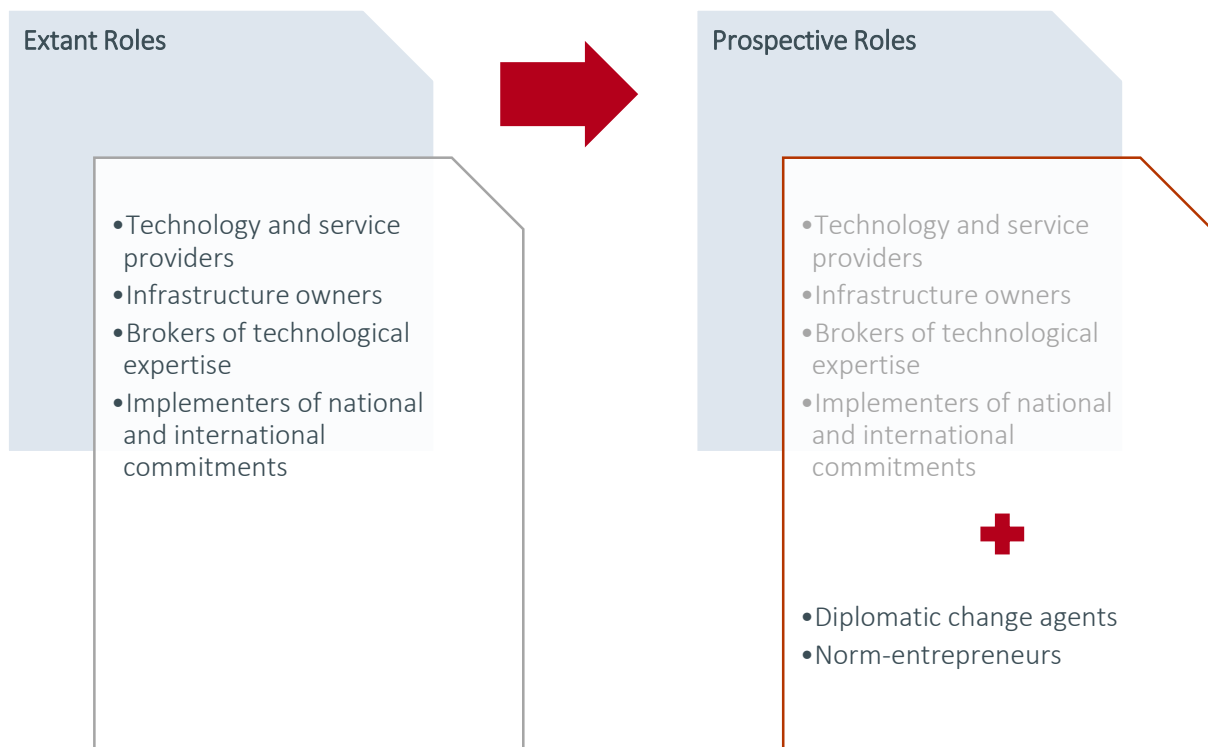 Extant Roles
•Technology and service
providers
•Infrastructure owners
•Brokers of technological
expertise
•Implementers of national
and international
commitments
Prospective Roles
•Technology and service
providers
•Infrastructure owners
•Brokers of technological
expertise
•Implementers of national
and international
commitments
•Diplomatic change agents
•Norm-entrepreneurs